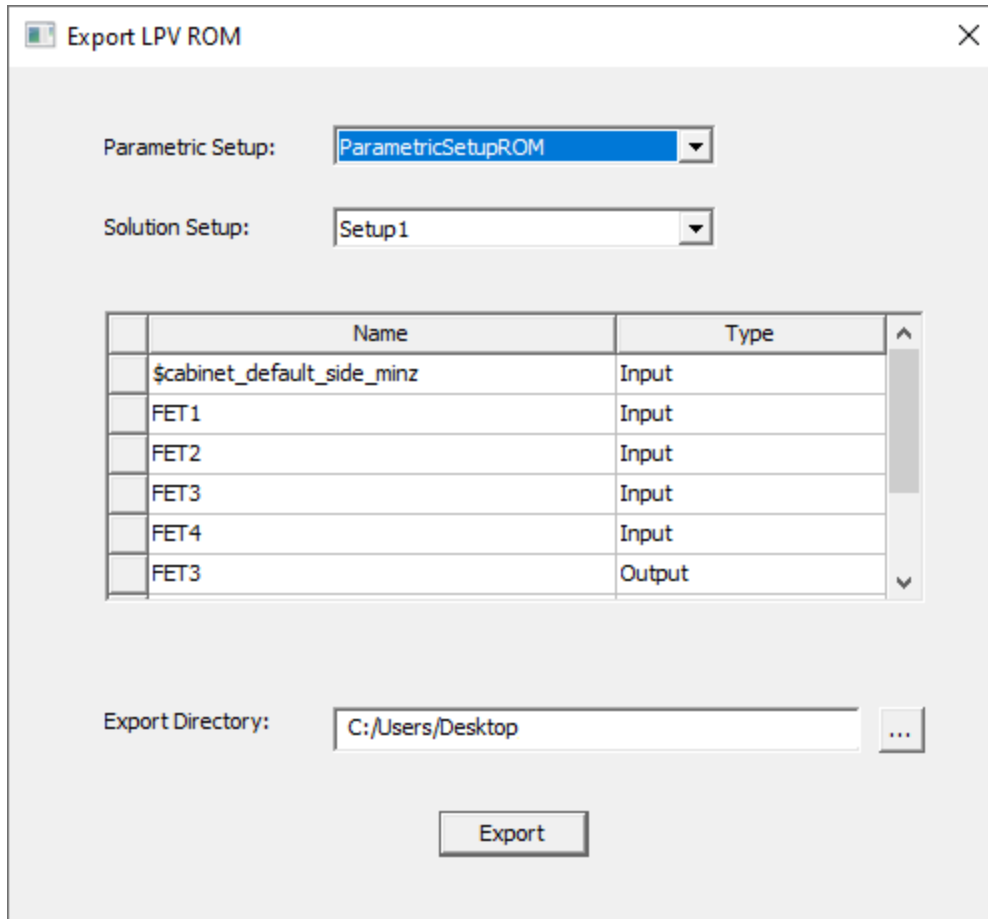 Export LPV ROM
Parametric Setup: ParametricSetupROM
Solution Setup: Setup1
Name Type
$cabinet_default_side_minz Input
FET1 Input
FET2 Input
FET3 Input
FET4 Input
FET3 Output
Export Directory: C:/Users/Desktop ...
Export